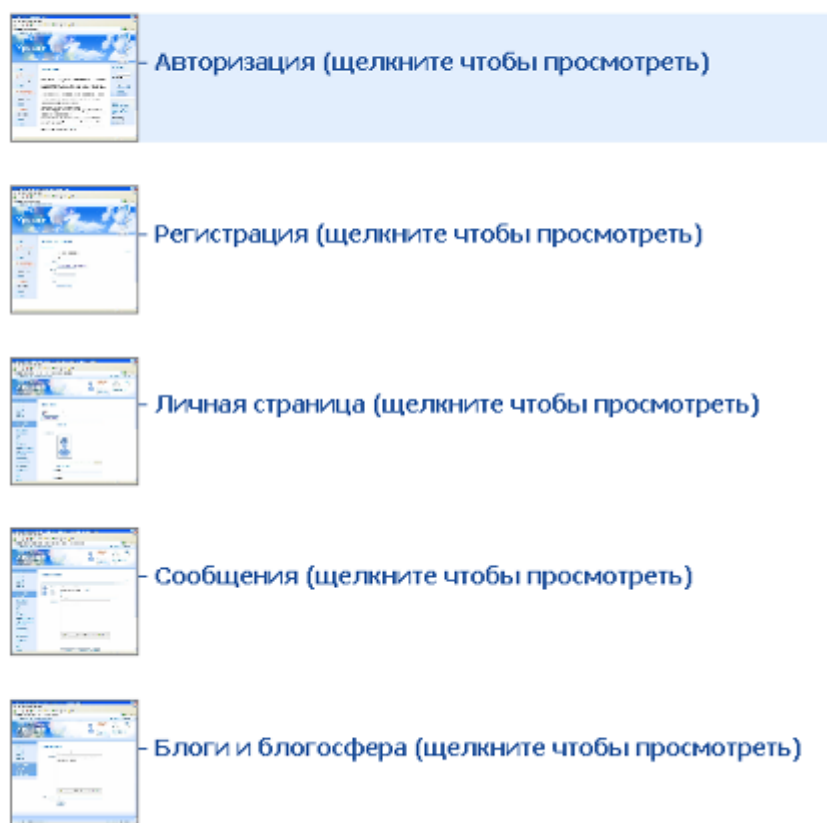 - Авторизация (щелкните чтобы просмотреть)
- Регистрация (щелкните чтобы просмотреть)
- Личная страница (щелкните чтобы просмотреть)
- Сообщения (щелкните чтобы просмотреть)
- Блоги и блогосфера (щелкните чтобы просмотреть)